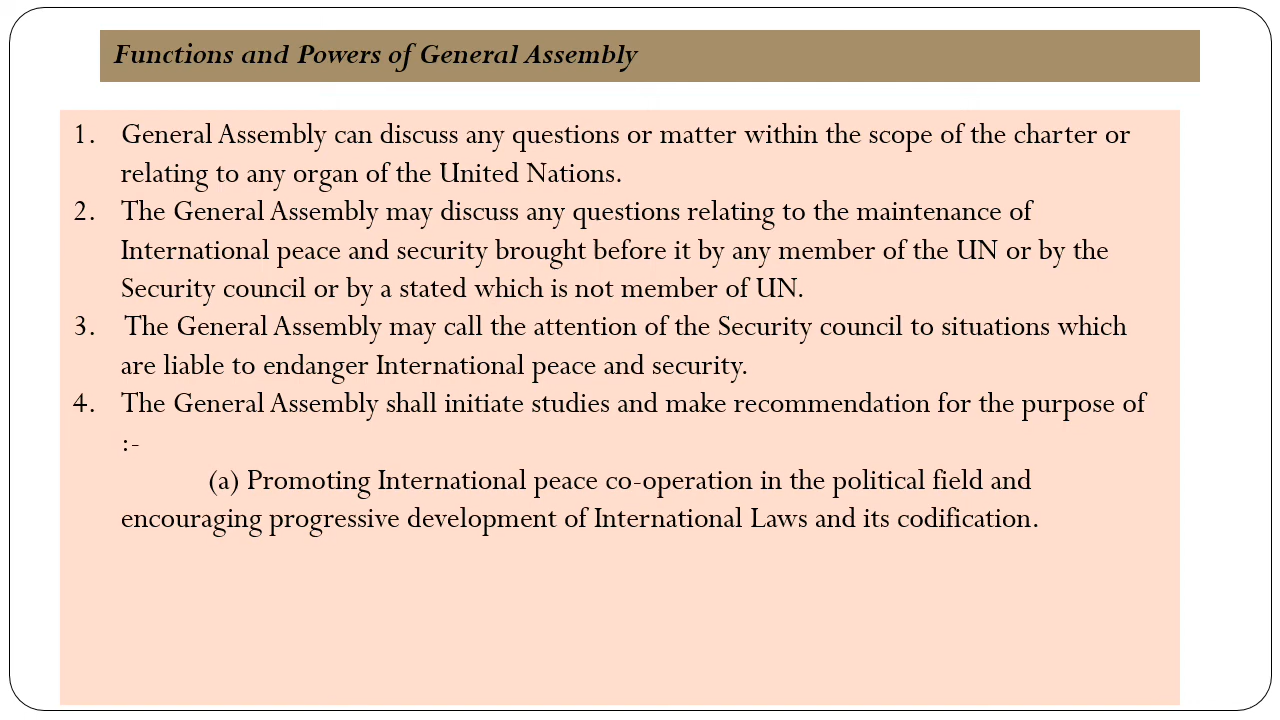 Functions and Powers of General Assembly
1. General Assembly can discuss any questions or matter within the scope of the charter or
relating to any organ of the United Nations.
2. The General Assembly may discuss any questions relating to the maintenance of
International peace and security brought before it by any member of the UN or by the
Security council or by a stated which is not member of UN.
3. The General Assembly may call the attention of the Security council to situations which
are liable to endanger International peace and security.
4. The General Assembly shall initiate studies and make recommendation for the purpose of
:-
(a) Promoting International peace co-operation in the political field and
encouraging progressive development of International Laws and its codification.